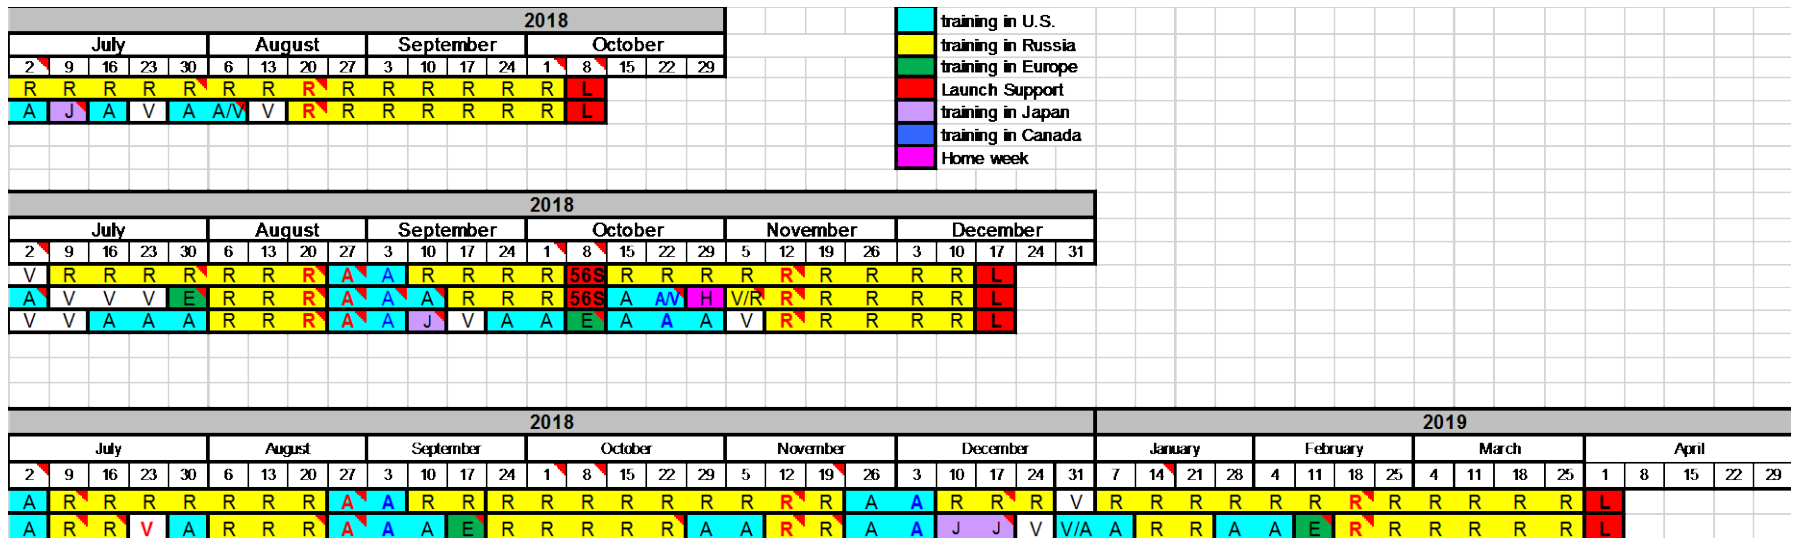 2018
training in U.S.
July August September October
training in Russia
2 9 16 23 30 6 13 20 27 3 10 17 24 1 8 15 22 29
training in Europe
R R R R R R R R R R R R R R L
Launch Support
A J A V A A/V V R R R R R R R L
training in Japan
training in Canada
Home week
2018
July August September October November December
2 9 16 23 30 6 13 20 27 3 10 17 24 1 8 15 22 29 5 12 19 26 3 10 17 24 31
V R R R R R R R A A R R R R 56S R R R R R R R R R R L
A V V V E R R R A A A R R R 56S A A/V H V/R R R R R R L
V V A A A R R R A A J V A A E A A A V R R R R R L
2018 2019
July August September October November December January February March April
2 9 16 23 30 6 13 20 27 3 10 17 24 1 8 15 22 29 5 12 19 26 3 10 17 24 31 7 14 21 28 4 11 18 25 4 11 18 25 1 8 15 22 29
A R R R R R R R A A R R R R R R R R R R R A A R R R V R R R R R R R R R R R R L
A R R V A R R R A A A E R R R R R A A R R A A J J V V/A A R R A A E R R R R R R L